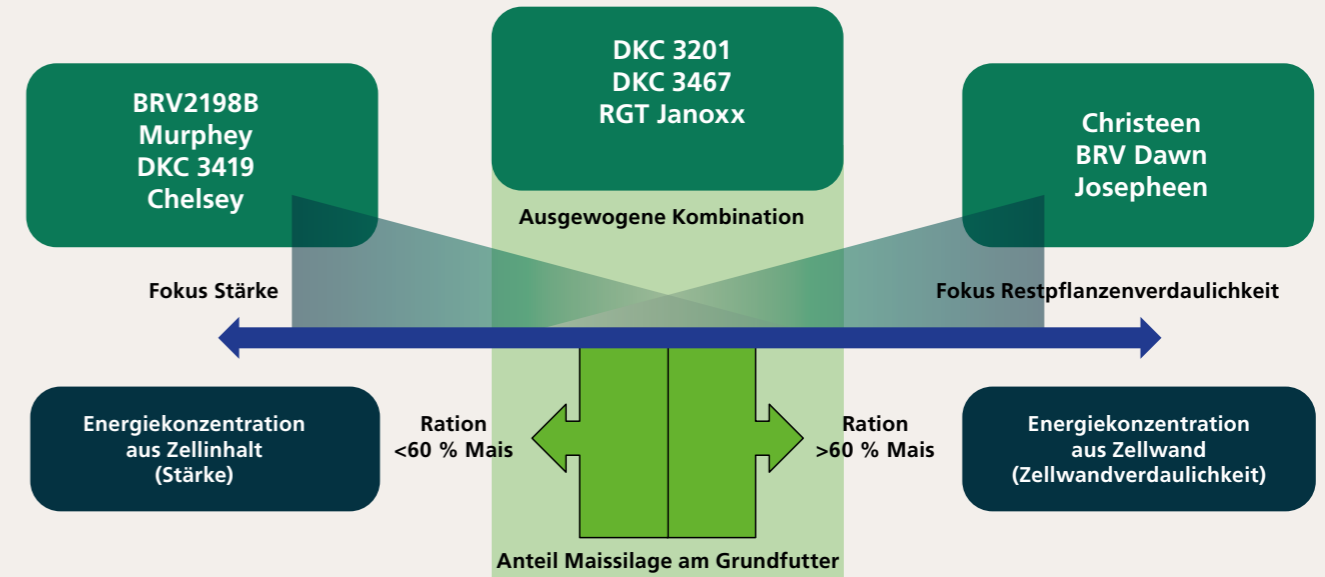 BRV2198B
Murphey
DKC 3419
Chelsey
DKC 3201
DKC 3467
RGT Janoxx
Christeen
BRV Dawn
Josepheen
Ausgewogene Kombination
Fokus Stärke
Fokus Restpflanzenverdaulichkeit
Energiekonzentration
aus Zellinhalt
(Stärke)
Ration
<60 % Mais
Ration
>60 % Mais
Energiekonzentration
aus Zellwand
(Zellwandverdaulichkeit)
Anteil Maissilage am Grundfutter